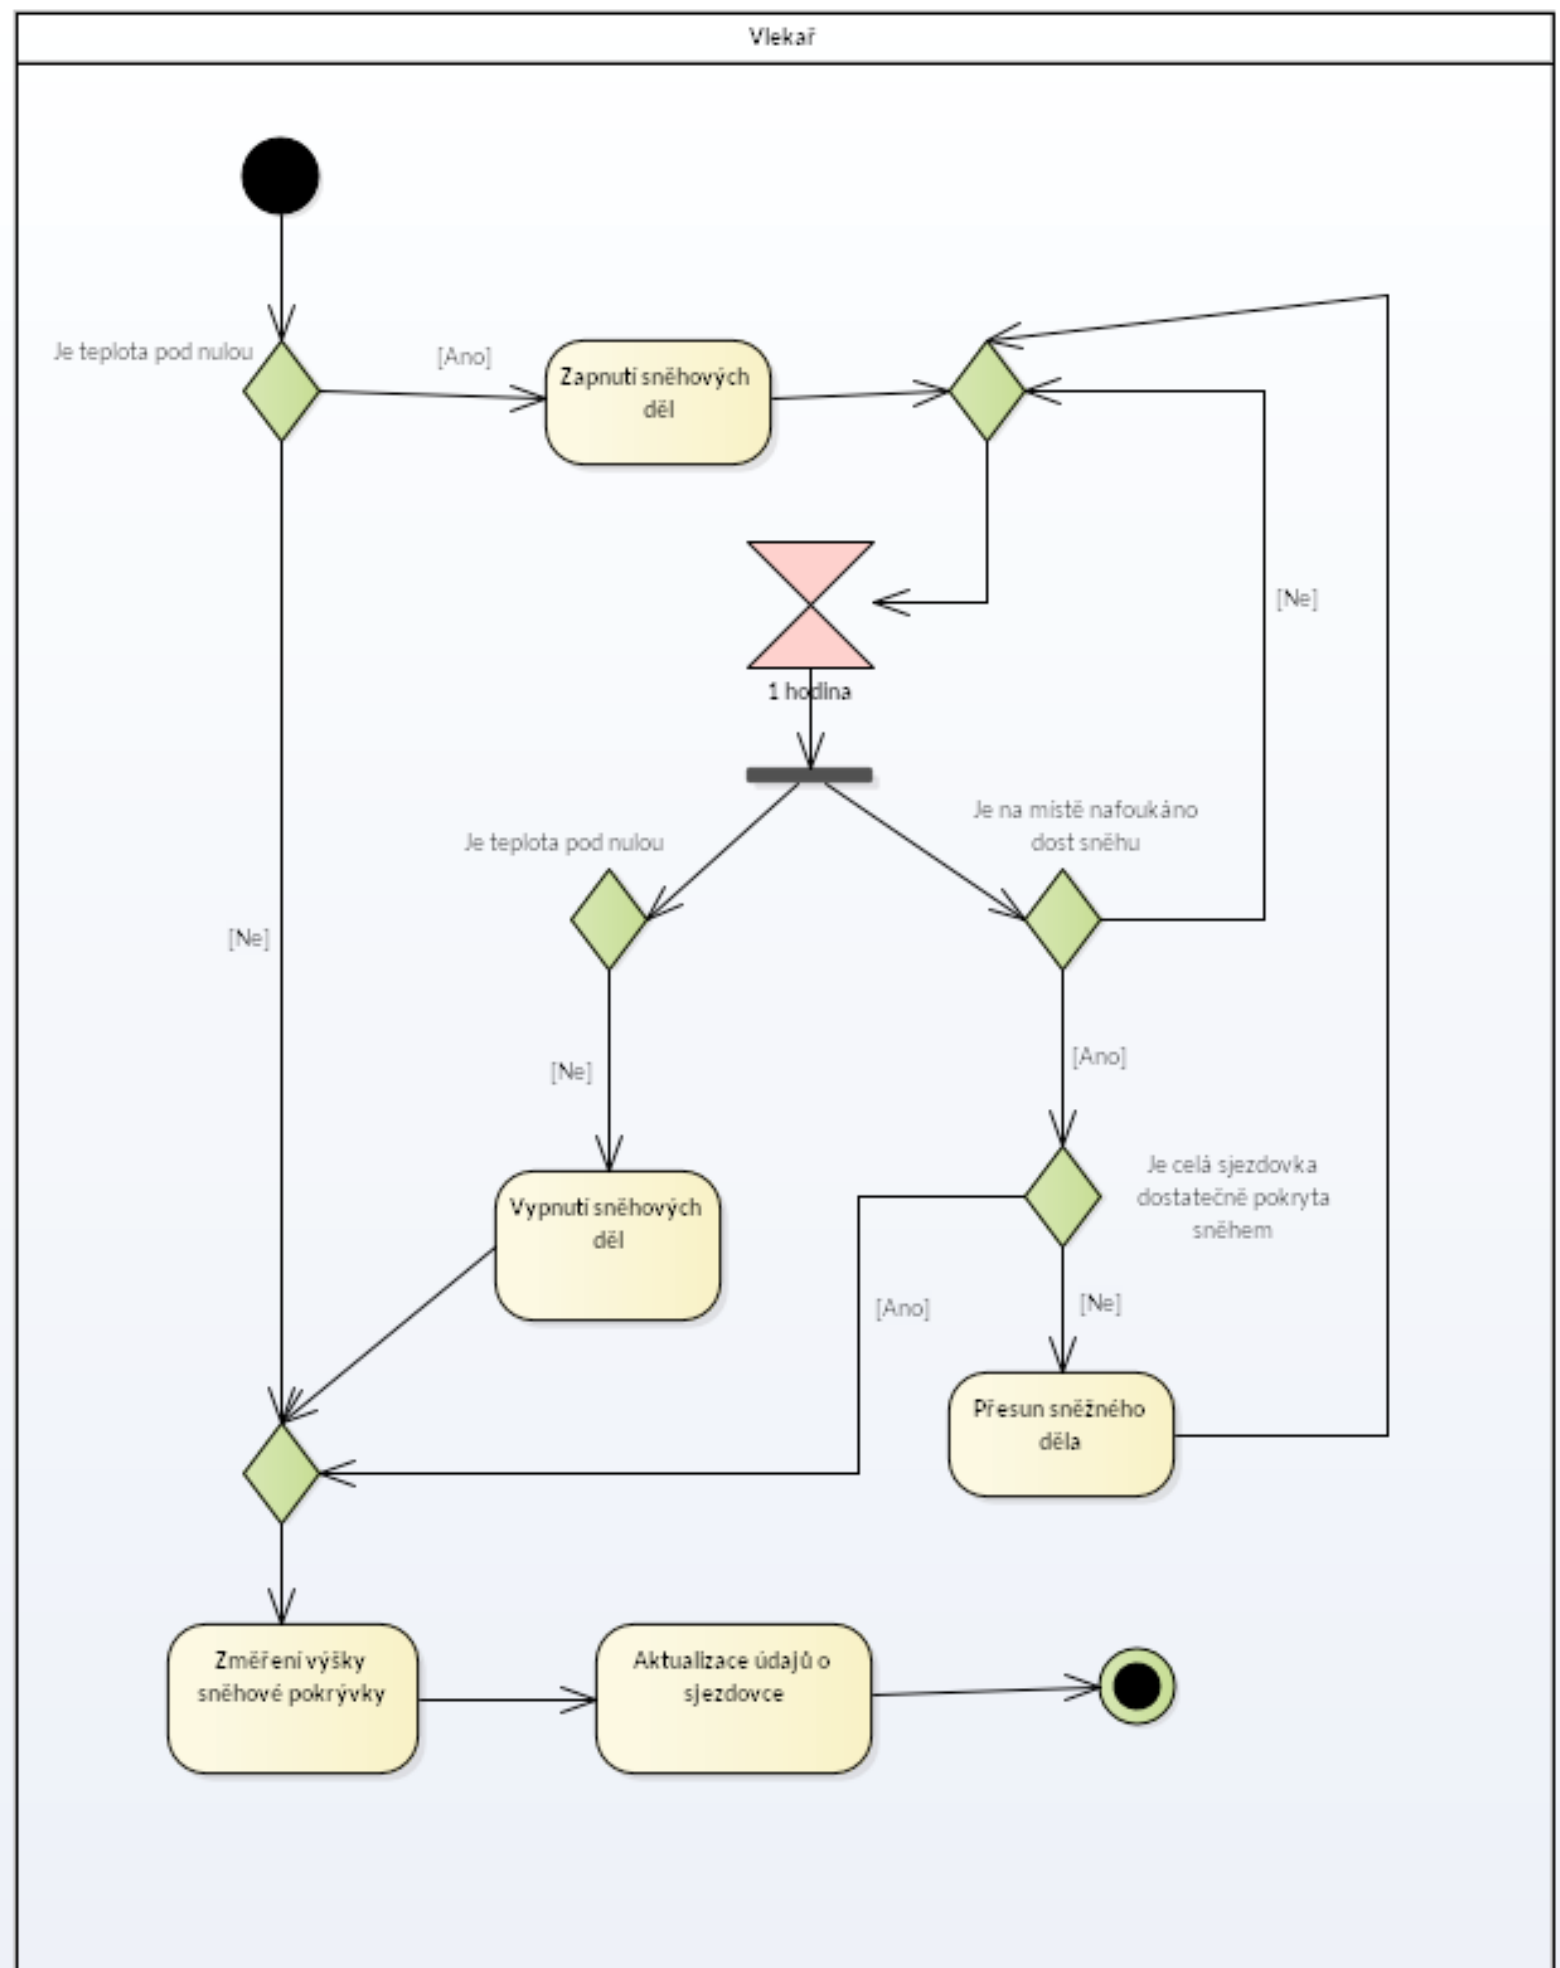 Vlekař
Je teplota pod nulou
[Ano]
Zapnutí sněhových
děl
[Ne]
1 hodina
Je na místě nafoukáno
dost sněhu
Je teplota pod nulou
[Ne]
[Ne]
[Ano]
Je celá sjezdovka
dostatečně pokryta
sněhem
Vypnutí sněhových
děl
[Ano]
[Ne]
Přesun sněžného
děla
Změření výšky
sněhové pokrývky
Aktualizace údajů o
sjezdovce